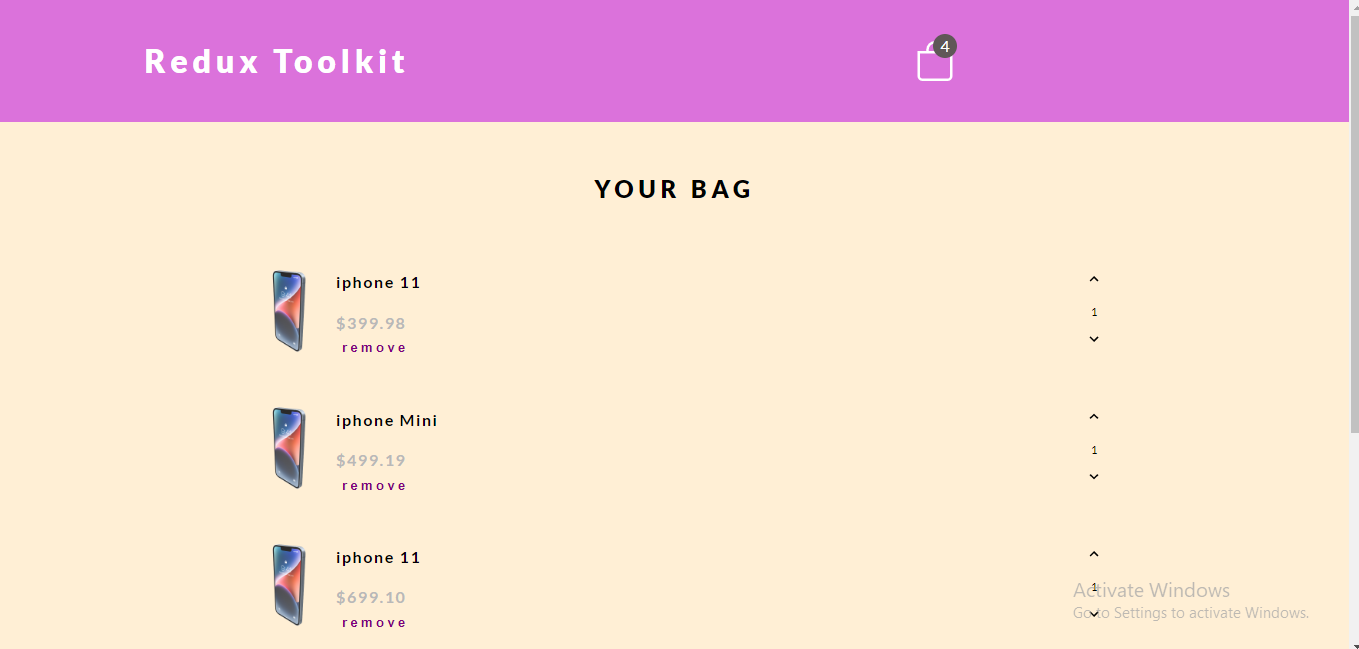 Redux Toolkit
4
YOUR BAG
iphone 11
$399.98
remove
1
iphone Mini
$499.19
remove
1
iphone 11
$699.10
remove
1
Activate Windows
Go to Settings to activate Windows.